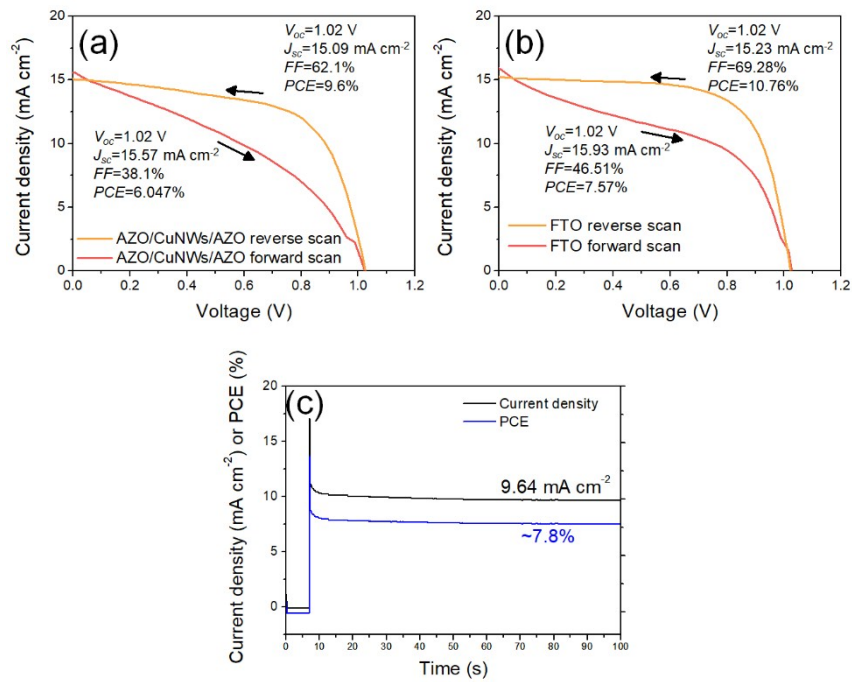 (a)
V_oc=1.02 V
J_sc=15.09 mA cm⁻²
FF=62.1%
PCE=9.6%
V_oc=1.02 V
J_sc=15.57 mA cm⁻²
FF=38.1%
PCE=6.047%
AZO/CuNWs/AZO reverse scan
AZO/CuNWs/AZO forward scan
Current density (mA cm⁻²)
20
15
10
5
0
0.0 0.2 0.4 0.6 0.8 1.0 1.2
Voltage (V)
(b)
V_oc=1.02 V
J_sc=15.23 mA cm⁻²
FF=69.28%
PCE=10.76%
V_oc=1.02 V
J_sc=15.93 mA cm⁻²
FF=46.51%
PCE=7.57%
FTO reverse scan
FTO forward scan
Current density (mA cm⁻²)
20
15
10
5
0
0.0 0.2 0.4 0.6 0.8 1.0 1.2
Voltage (V)
(c)
Current density
PCE
9.64 mA cm⁻²
~7.8%
Current density (mA cm⁻²) or PCE (%)
20
15
10
5
0
0 10 20 30 40 50 60 70 80 90 100
Time (s)